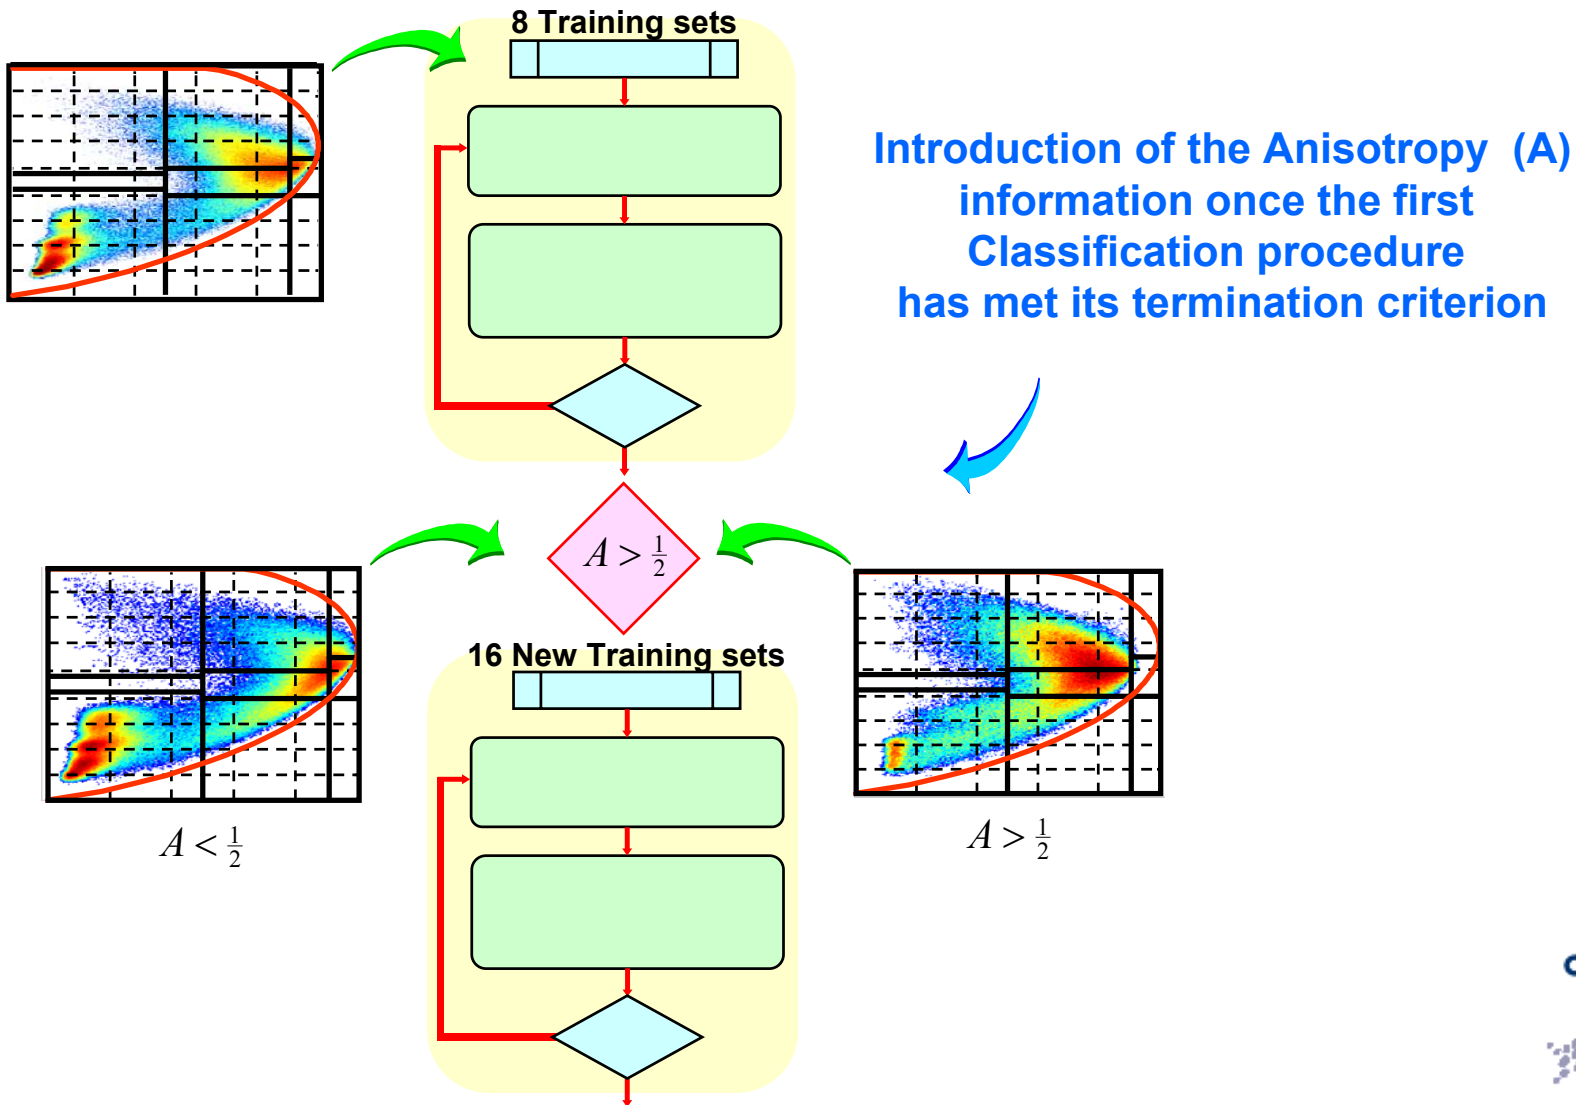 8 Training sets
Introduction of the Anisotropy (A)
information once the first
Classification procedure
has met its termination criterion
A > 1/2
16 New Training sets
A < 1/2
A > 1/2